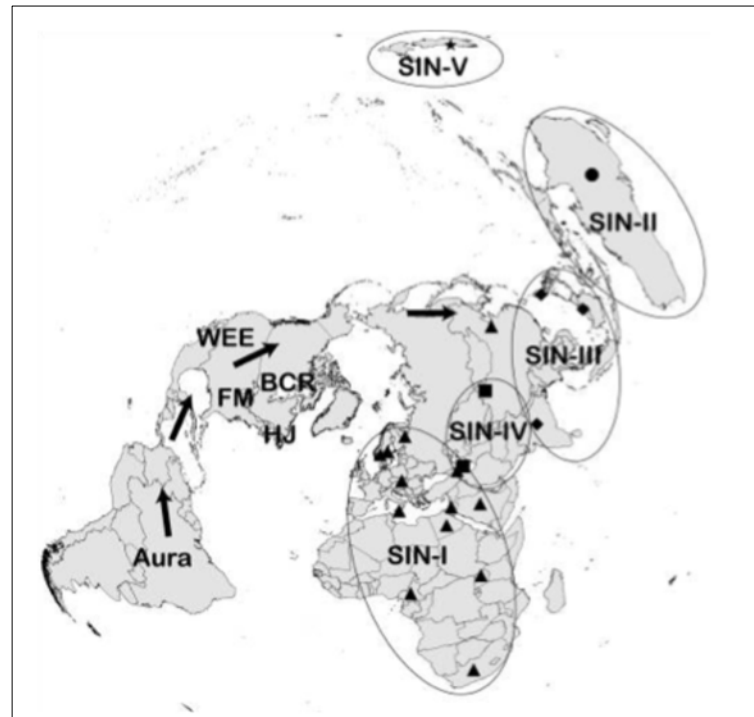 SIN-V
SIN-II
WEE
SIN-III
BCR
FM
HJ
SIN-IV
SIN-I
Aura